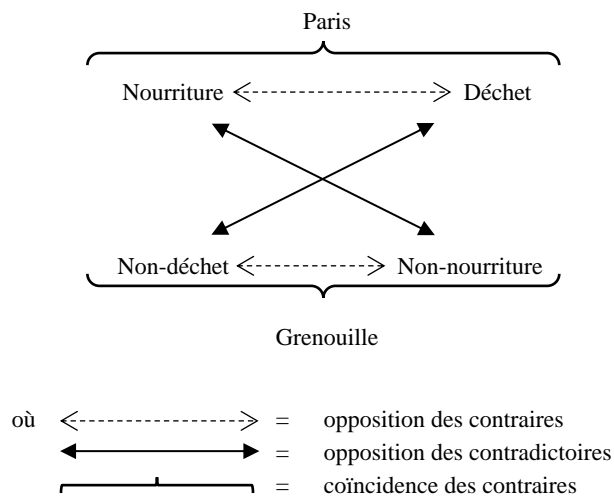 Paris
Nourriture Déchet
Non-déchet Non-nourriture
Grenouille
où = opposition des contraires
= opposition des contradictoires
= coïncidence des contraires